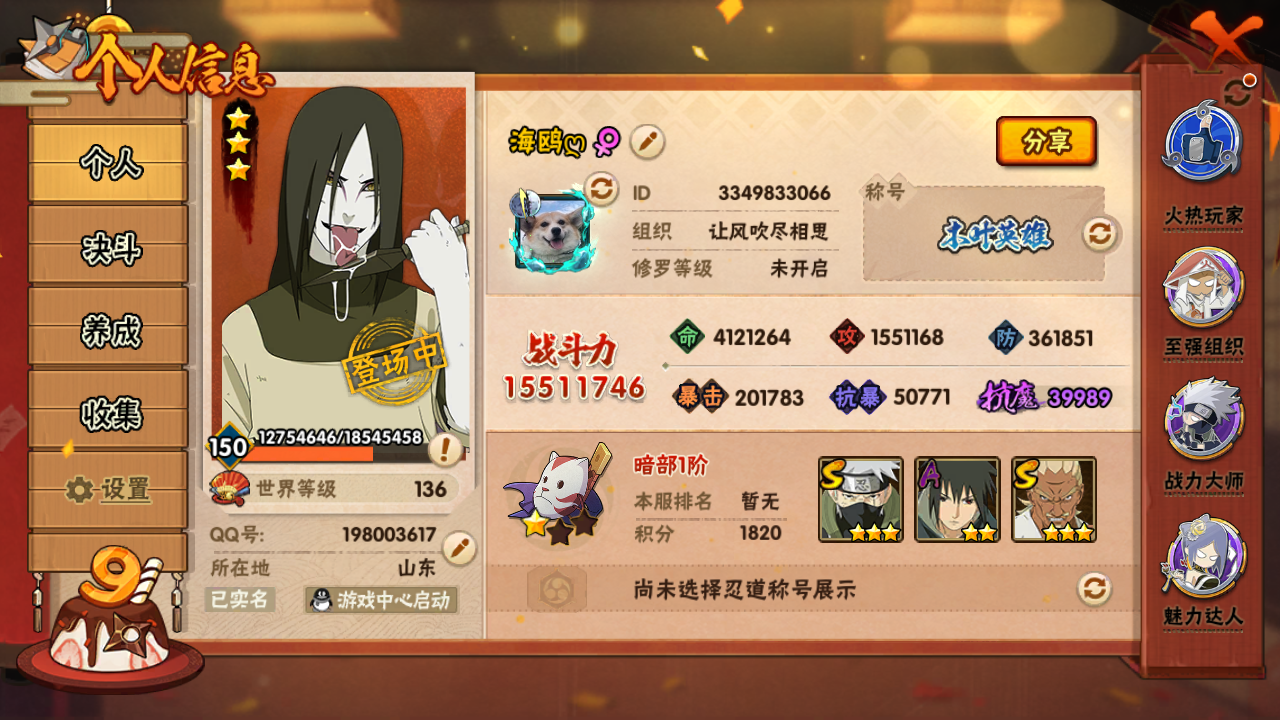 个人信息
个人
决斗
养成
收集
设置
9
登场中
150
12754646/18545458
世界等级 136
QQ号: 198003617
所在地 山东
已实名 游戏中心启动
海鸥ღ
分享
ID 3349833066
组织 让风吹尽相思
修罗等级 未开启
称号
木叶英雄
战斗力
15511746
命 4121264
攻 1551168
防 361851
暴击 201783
抗暴 50771
抗魔 39989
暗部1阶
本服排名 暂无
积分 1820
S
A
S
尚未选择忍道称号展示
火热玩家
至强组织
战力大师
魅力达人